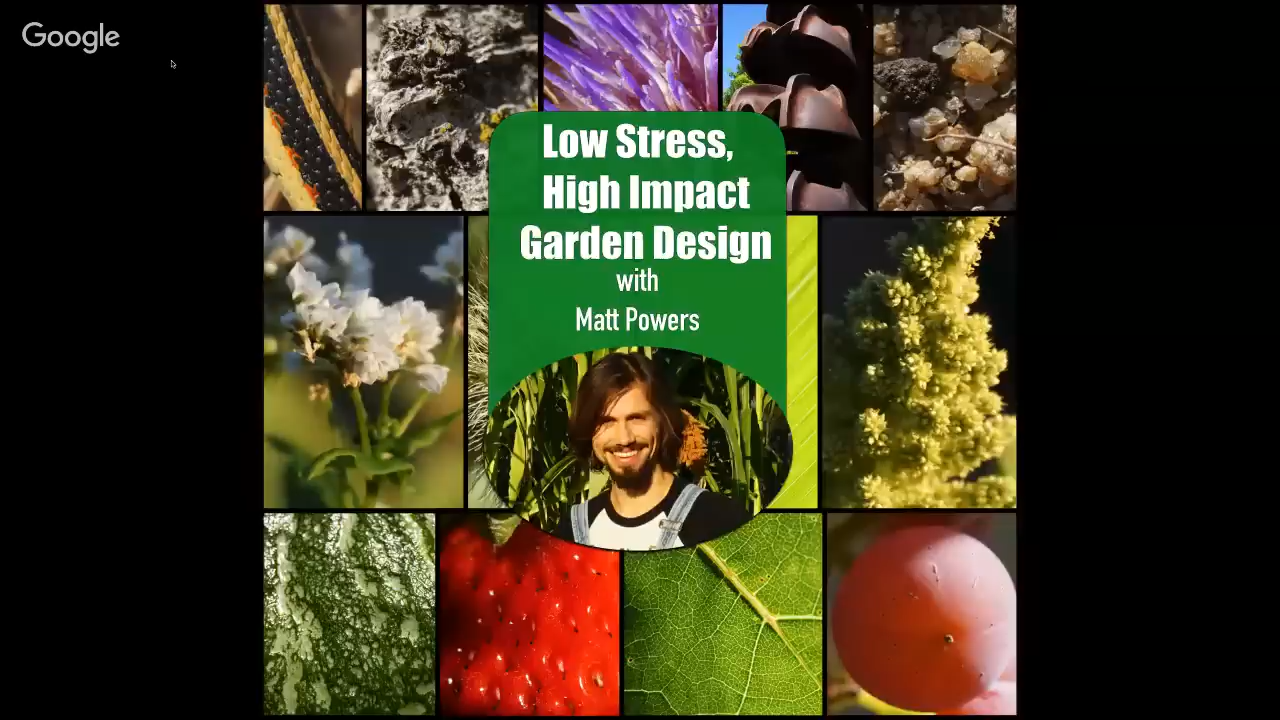 Google
Low Stress,
High Impact
Garden Design
with
Matt Powers